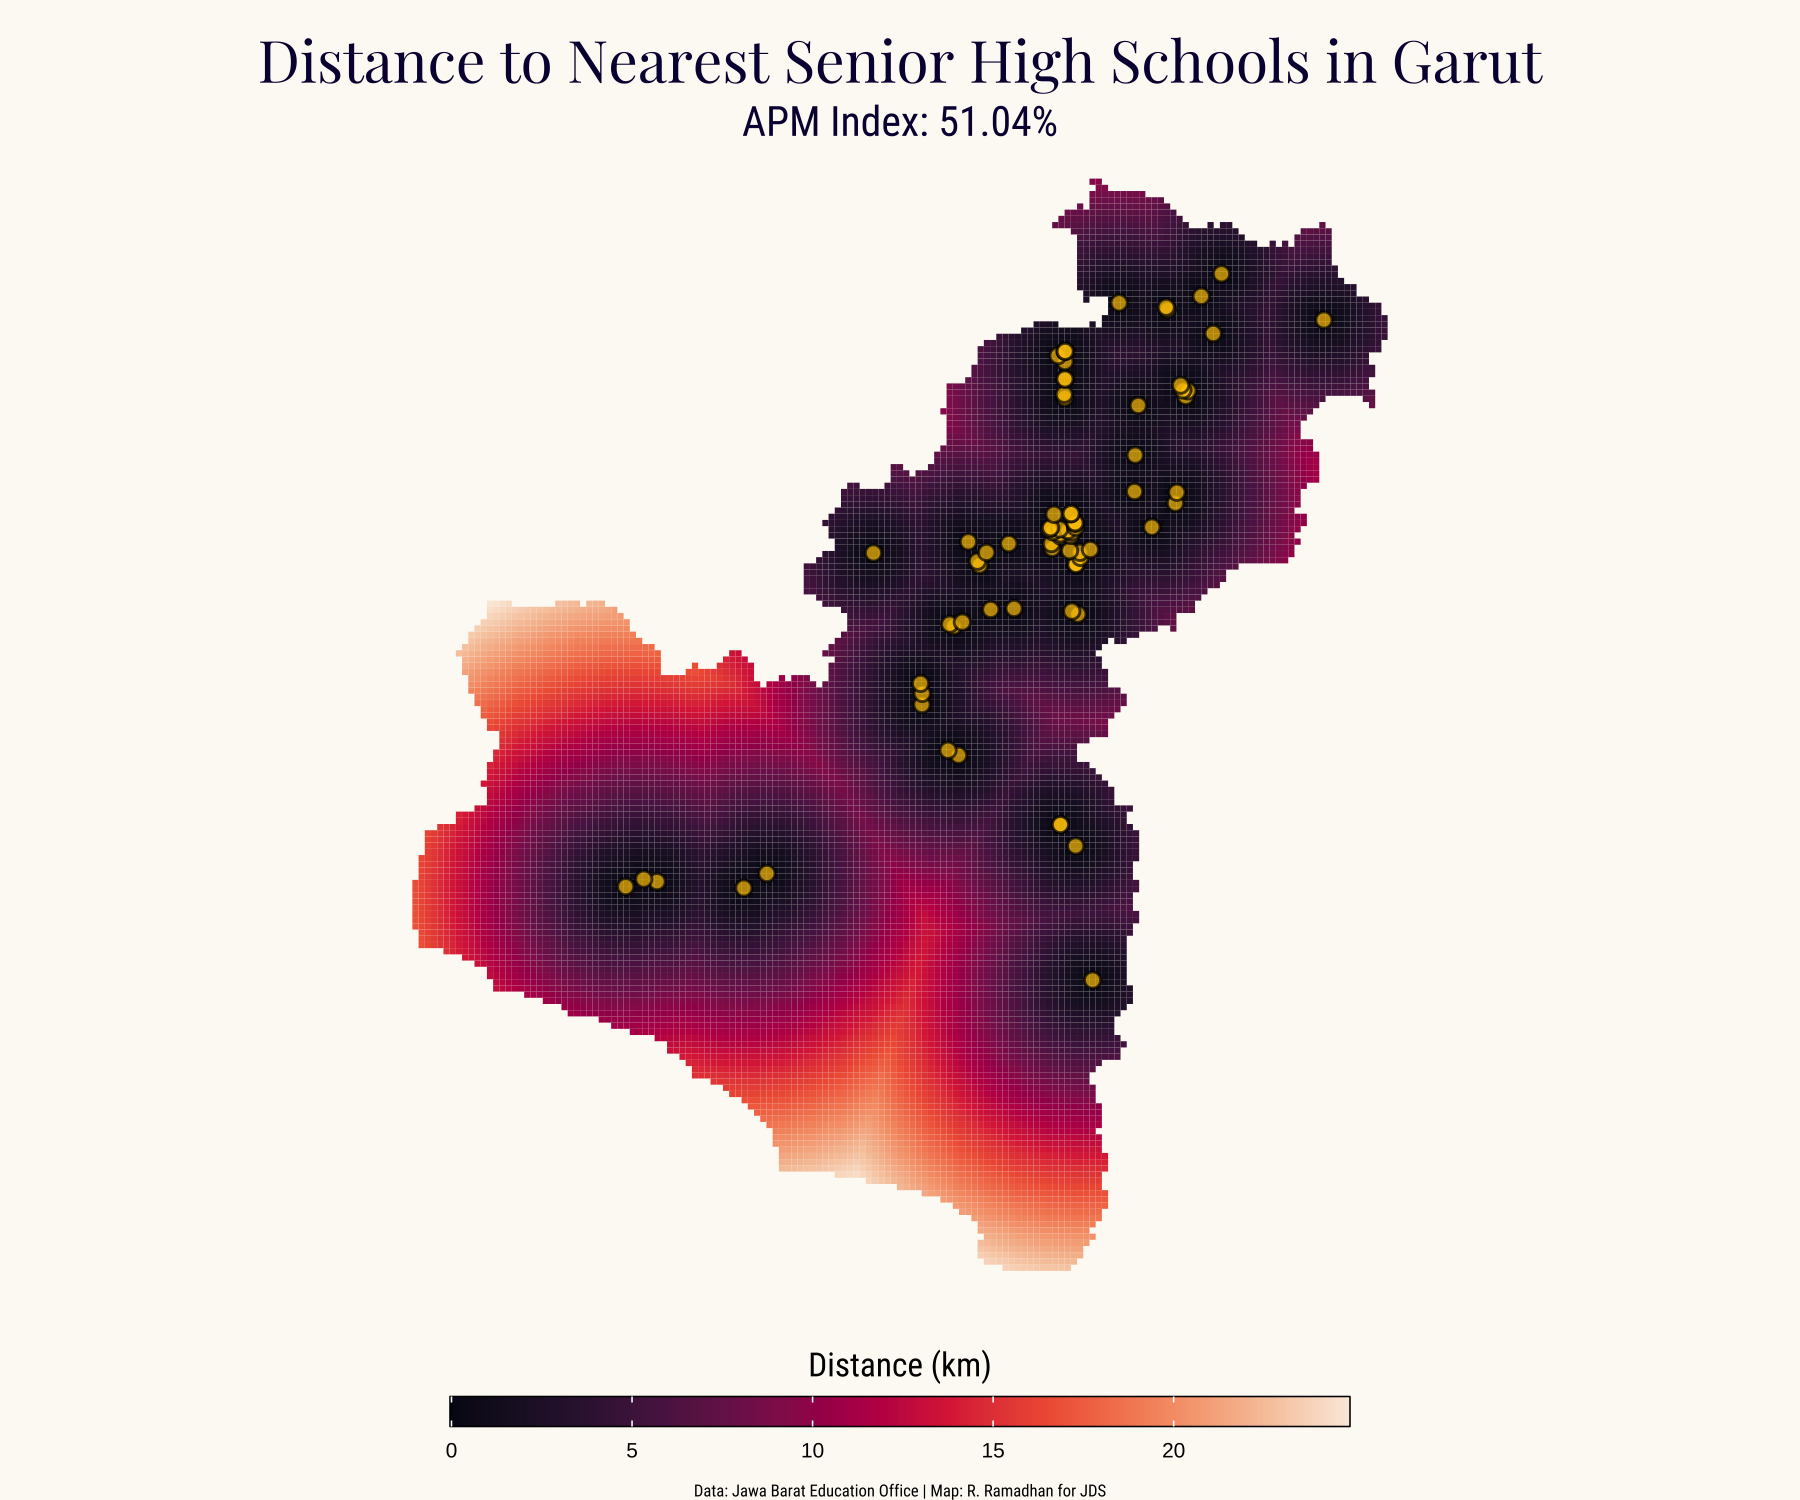 Distance to Nearest Senior High Schools in Garut
APM Index: 51.04%
Distance (km)
0 5 10 15 20
Data: Jawa Barat Education Office | Map: R. Ramadhan for JDS